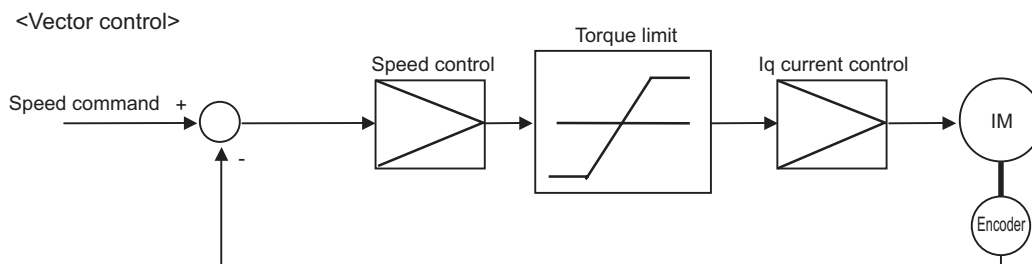 <Vector control>
Torque limit
Speed control
Iq current control
Speed command +
IM
-
Encoder